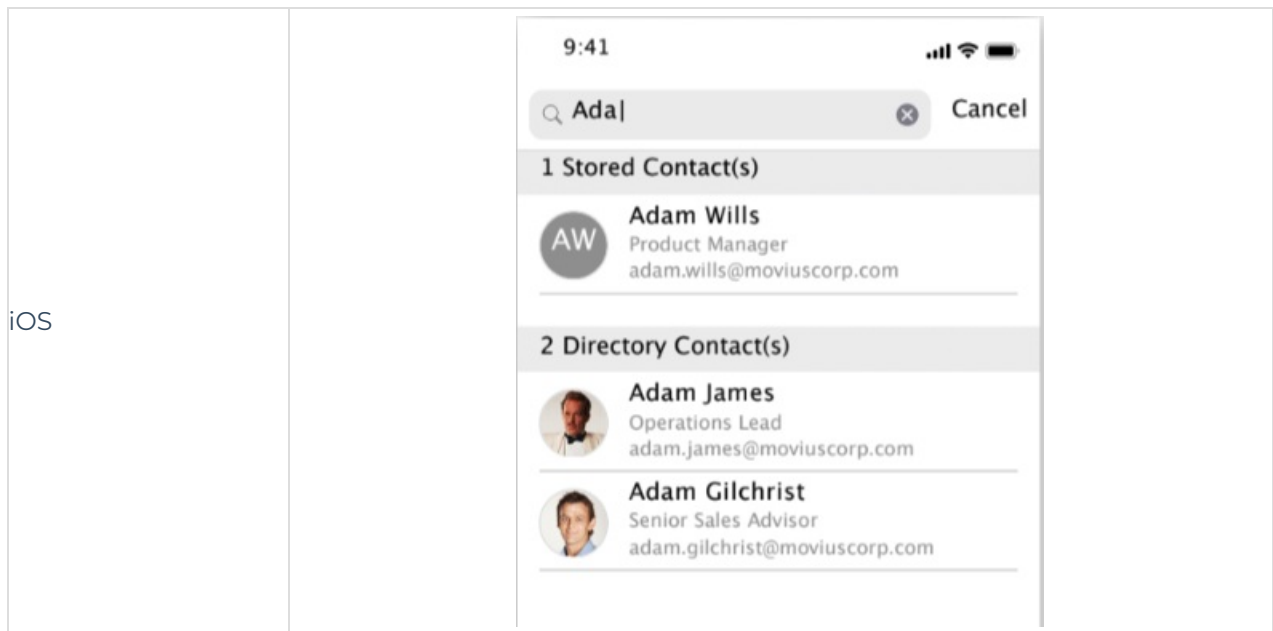 iOS
9:41
Ada
Cancel
1 Stored Contact(s)
AW
Adam Wills
Product Manager
adam.wills@moviuscorp.com
2 Directory Contact(s)
Adam James
Operations Lead
adam.james@moviuscorp.com
Adam Gilchrist
Senior Sales Advisor
adam.gilchrist@moviuscorp.com